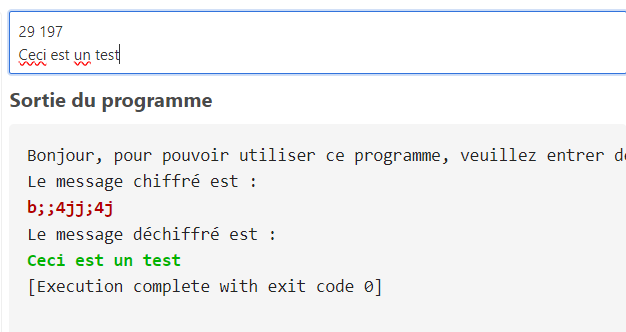 29 197
Ceci est un test
Sortie du programme
Bonjour, pour pouvoir utiliser ce programme, veuillez entrer d
Le message chiffré est :
b;;4jj;4j
Le message déchiffré est :
Ceci est un test
[Execution complete with exit code 0]